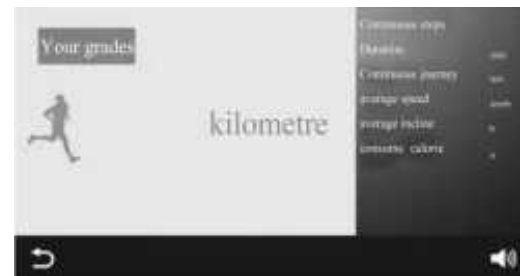 Your grades
kilometre
Continuous steps
Duration
Continuous journey
average speed
average incline
consume calorie